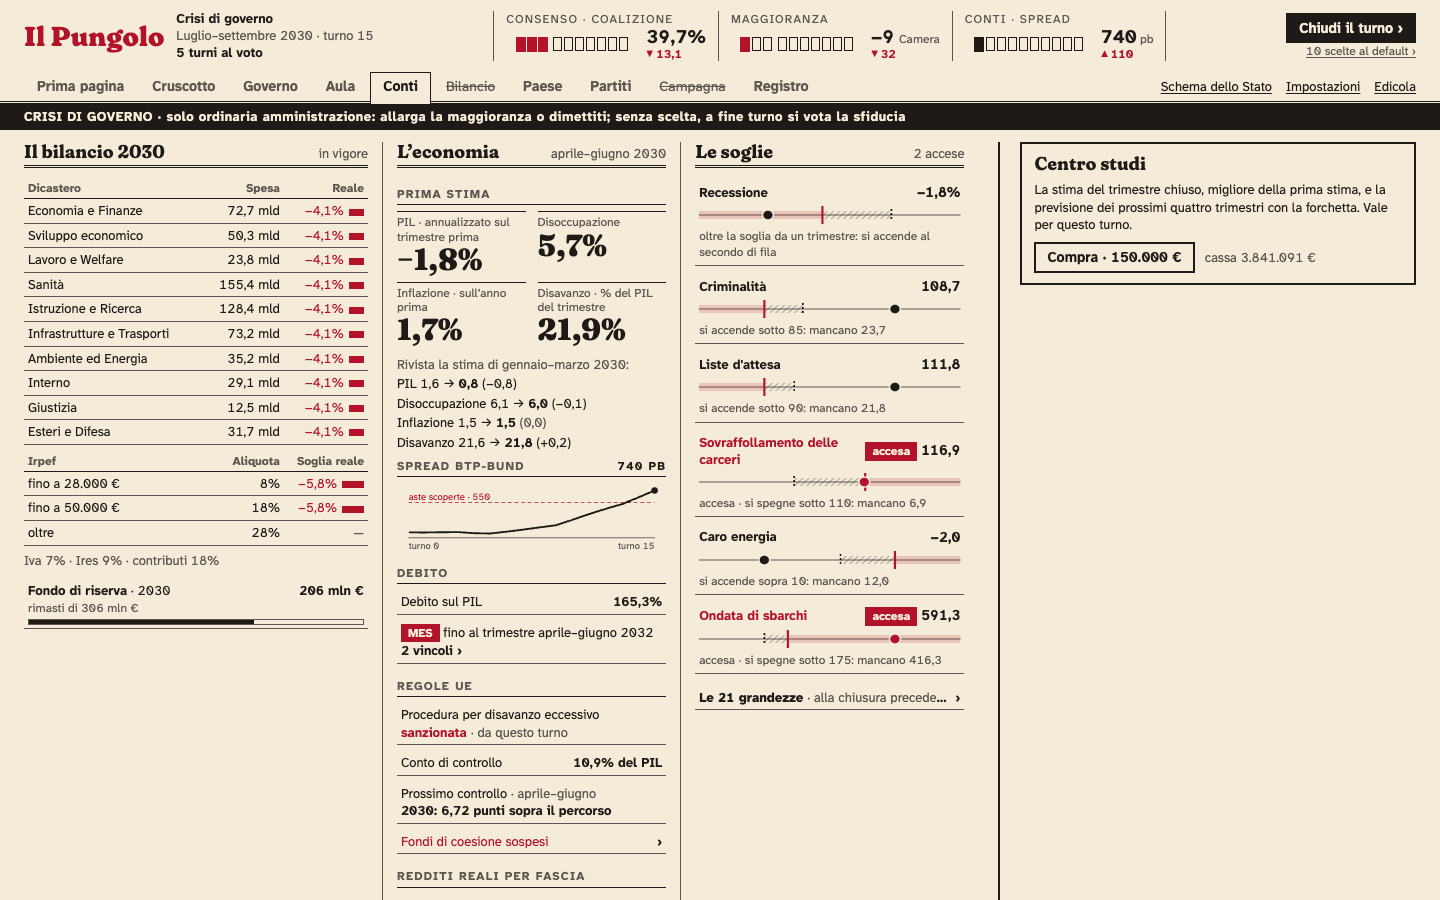 Il Pungolo
Crisi di governo
Luglio–settembre 2030 · turno 15
5 turni al voto
CONSENSO · COALIZIONE
39,7%
▼ 13,1
MAGGIORANZA
−9 Camera
▼ 32
CONTI · SPREAD
740 pb
▲ 110
Chiudi il turno ›
10 scelte al default ›
Prima pagina
Cruscotto
Governo
Aula
Conti
Bilancio
Paese
Partiti
Campagna
Registro
Schema dello Stato
Impostazioni
Edicola
CRISI DI GOVERNO · solo ordinaria amministrazione: allarga la maggioranza o dimettiti; senza scelta, a fine turno si vota la sfiducia
Il bilancio 2030
in vigore
Dicastero Spesa Reale
Economia e Finanze 72,7 mld −4,1%
Sviluppo economico 50,3 mld −4,1%
Lavoro e Welfare 23,8 mld −4,1%
Sanità 155,4 mld −4,1%
Istruzione e Ricerca 128,4 mld −4,1%
Infrastrutture e Trasporti 73,2 mld −4,1%
Ambiente ed Energia 35,2 mld −4,1%
Interno 29,1 mld −4,1%
Giustizia 12,5 mld −4,1%
Esteri e Difesa 31,7 mld −4,1%
Irpef Aliquota Soglia reale
fino a 28.000 € 8% −5,8%
fino a 50.000 € 18% −5,8%
oltre 28% —
Iva 7% · Ires 9% · contributi 18%
Fondo di riserva · 2030 206 mln €
rimasti di 306 mln €
L’economia
aprile–giugno 2030
PRIMA STIMA
PIL · annualizzato sul
trimestre prima
−1,8%
Disoccupazione
5,7%
Inflazione · sull’anno
prima
1,7%
Disavanzo · % del PIL
del trimestre
21,9%
Rivista la stima di gennaio–marzo 2030:
PIL 1,6 → 0,8 (−0,8)
Disoccupazione 6,1 → 6,0 (−0,1)
Inflazione 1,5 → 1,5 (0,0)
Disavanzo 21,6 → 21,8 (+0,2)
SPREAD BTP-BUND 740 PB
aste scoperte · 550
turno 0 turno 15
DEBITO
Debito sul PIL 165,3%
MES fino al trimestre aprile–giugno 2032
2 vincoli ›
REGOLE UE
Procedura per disavanzo eccessivo
sanzionata · da questo turno
Conto di controllo 10,9% del PIL
Prossimo controllo · aprile–giugno
2030: 6,72 punti sopra il percorso
Fondi di coesione sospesi ›
REDDITI REALI PER FASCIA
Le soglie
2 accese
Recessione −1,8%
oltre la soglia da un trimestre: si accende al
secondo di fila
Criminalità 108,7
si accende sotto 85: mancano 23,7
Liste d'attesa 111,8
si accende sotto 90: mancano 21,8
Sovraffollamento delle
carceri
accesa 116,9
accesa · si spegne sotto 110: mancano 6,9
Caro energia −2,0
si accende sopra 10: mancano 12,0
Ondata di sbarchi accesa 591,3
accesa · si spegne sotto 175: mancano 416,3
Le 21 grandezze · alla chiusura precede... ›
Centro studi
La stima del trimestre chiuso, migliore della prima stima, e la
previsione dei prossimi quattro trimestri con la forchetta. Vale
per questo turno.
Compra · 150.000 €
cassa 3.841.091 €